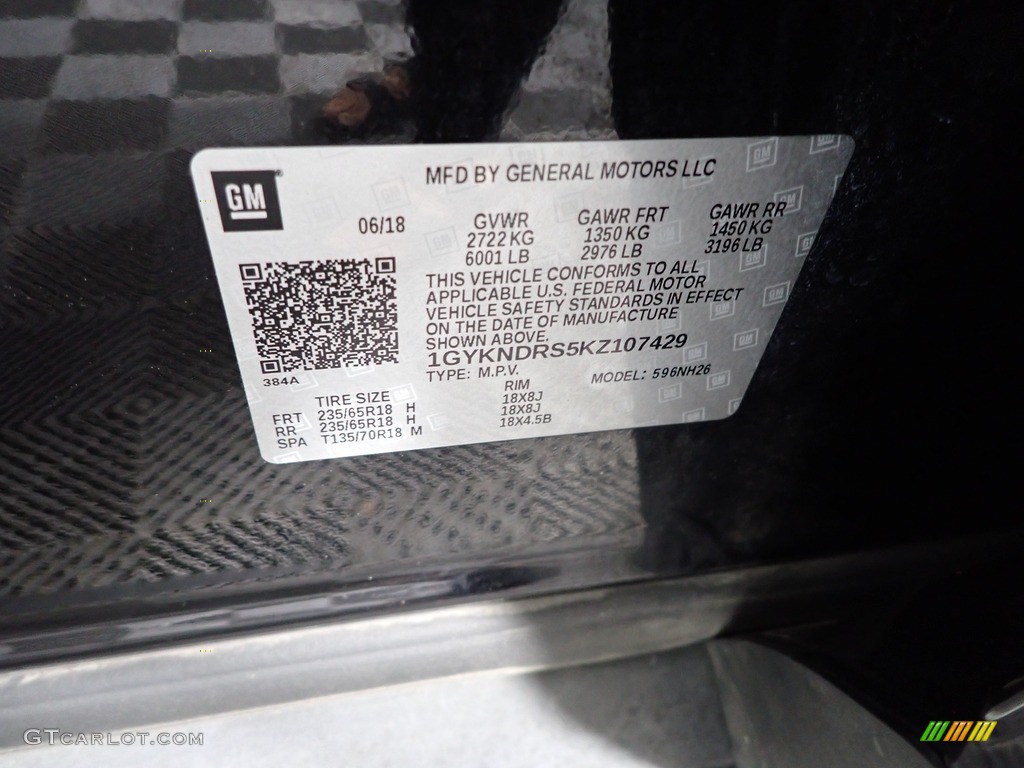 GM
MFD BY GENERAL MOTORS LLC
06/18
GVWR GAWR FRT GAWR RR
2722 KG 1350 KG 1450 KG
6001 LB 2976 LB 3196 LB
THIS VEHICLE CONFORMS TO ALL
APPLICABLE U.S. FEDERAL MOTOR
VEHICLE SAFETY STANDARDS IN EFFECT
ON THE DATE OF MANUFACTURE
SHOWN ABOVE.
1GYKNDRS5KZ107429
TYPE: M.P.V. MODEL: 596NH26
384A
TIRE SIZE RIM
FRT 235/65R18 H 18X8J
RR 235/65R18 H 18X8J
SPA T135/70R18 M 18X4.5B
GTCarlot.com